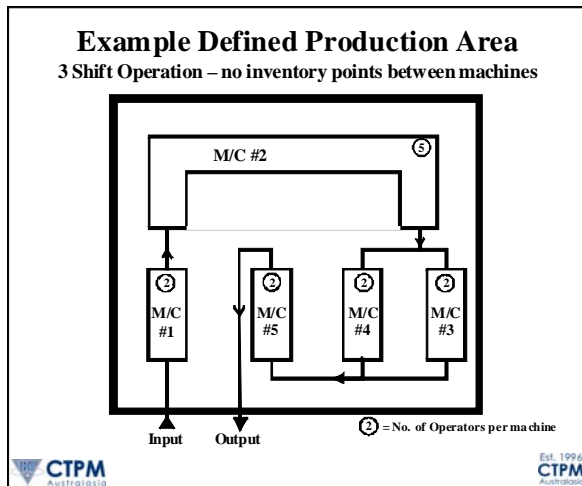 Example Defined Production Area
3 Shift Operation – no inventory points between machines
M/C #2
5
2
M/C
#1
2
M/C
#5
2
M/C
#4
2
M/C
#3
Input
Output
2 = No. of Operators per machine
CTPM
Australasia
Est. 1996
CTPM
Australasia